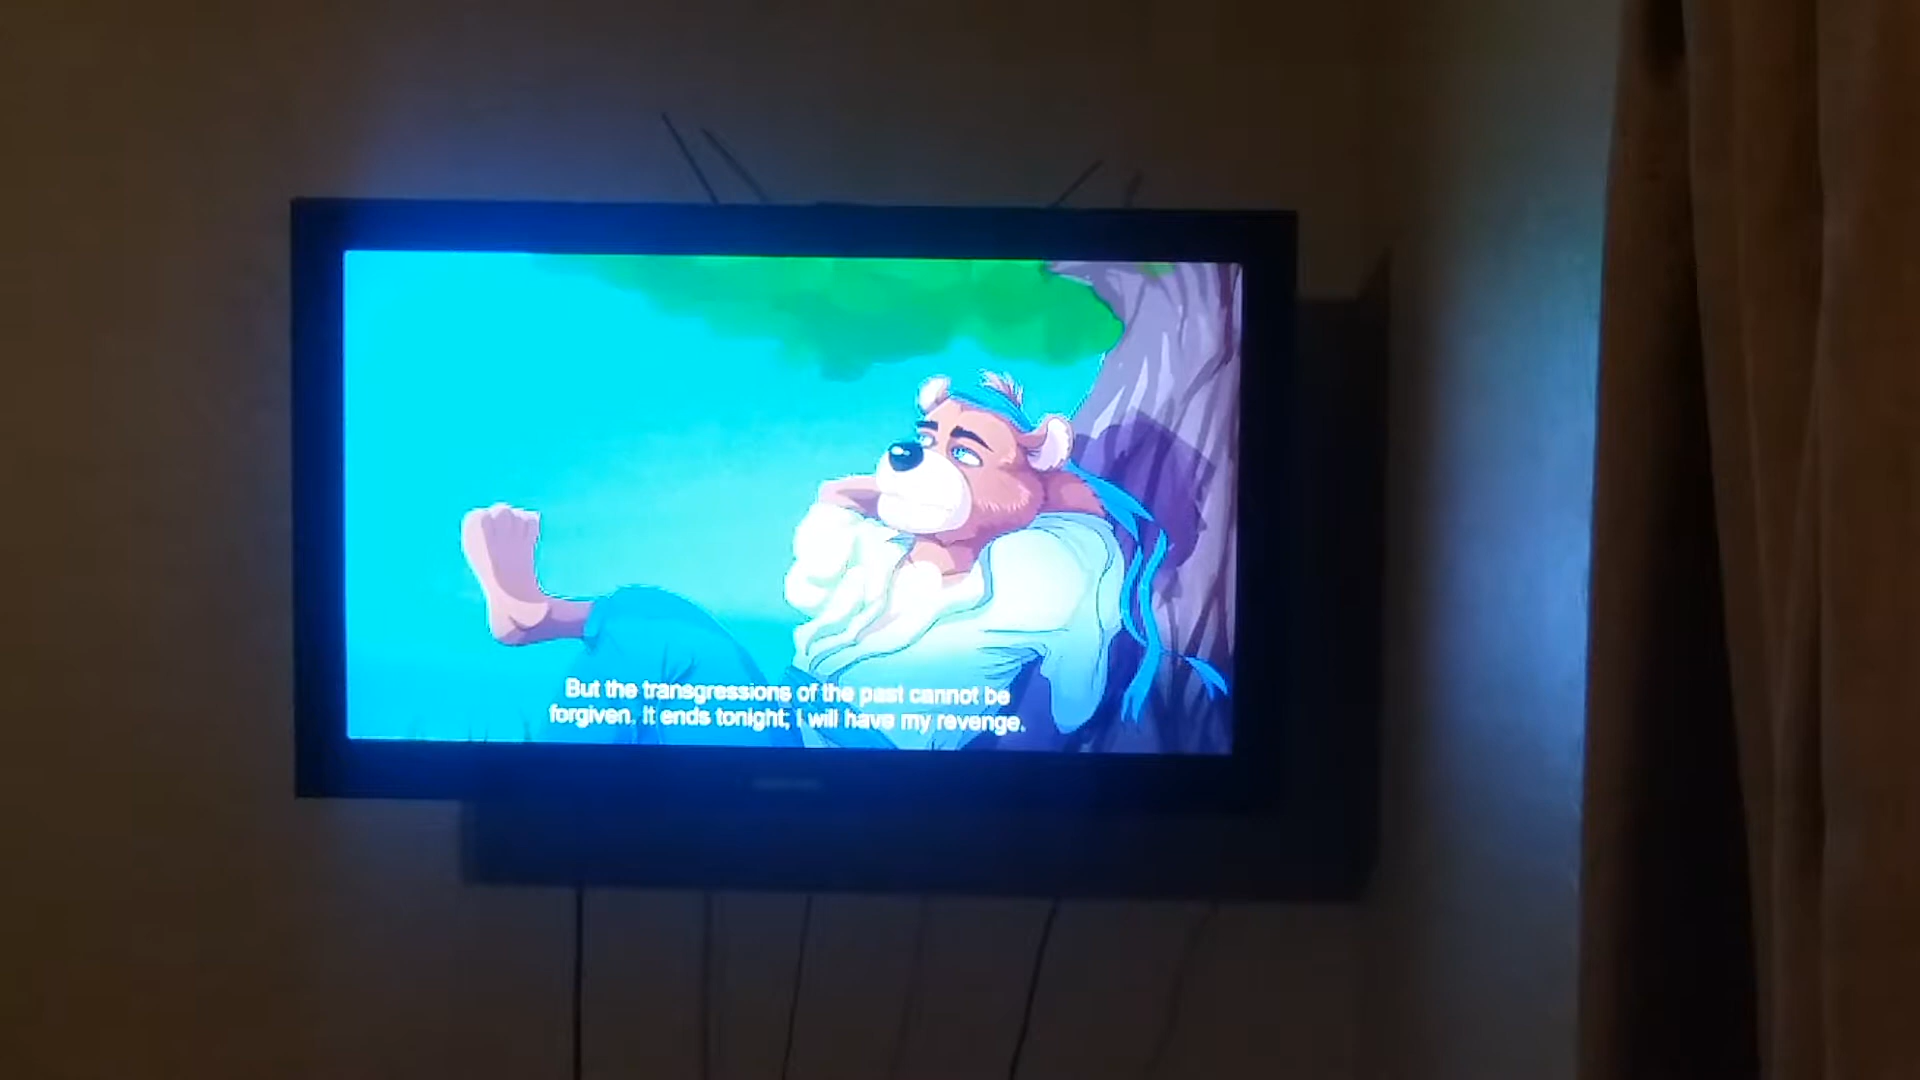 But the transgressions of the past cannot be
forgiven. It ends tonight; I will have my revenge.